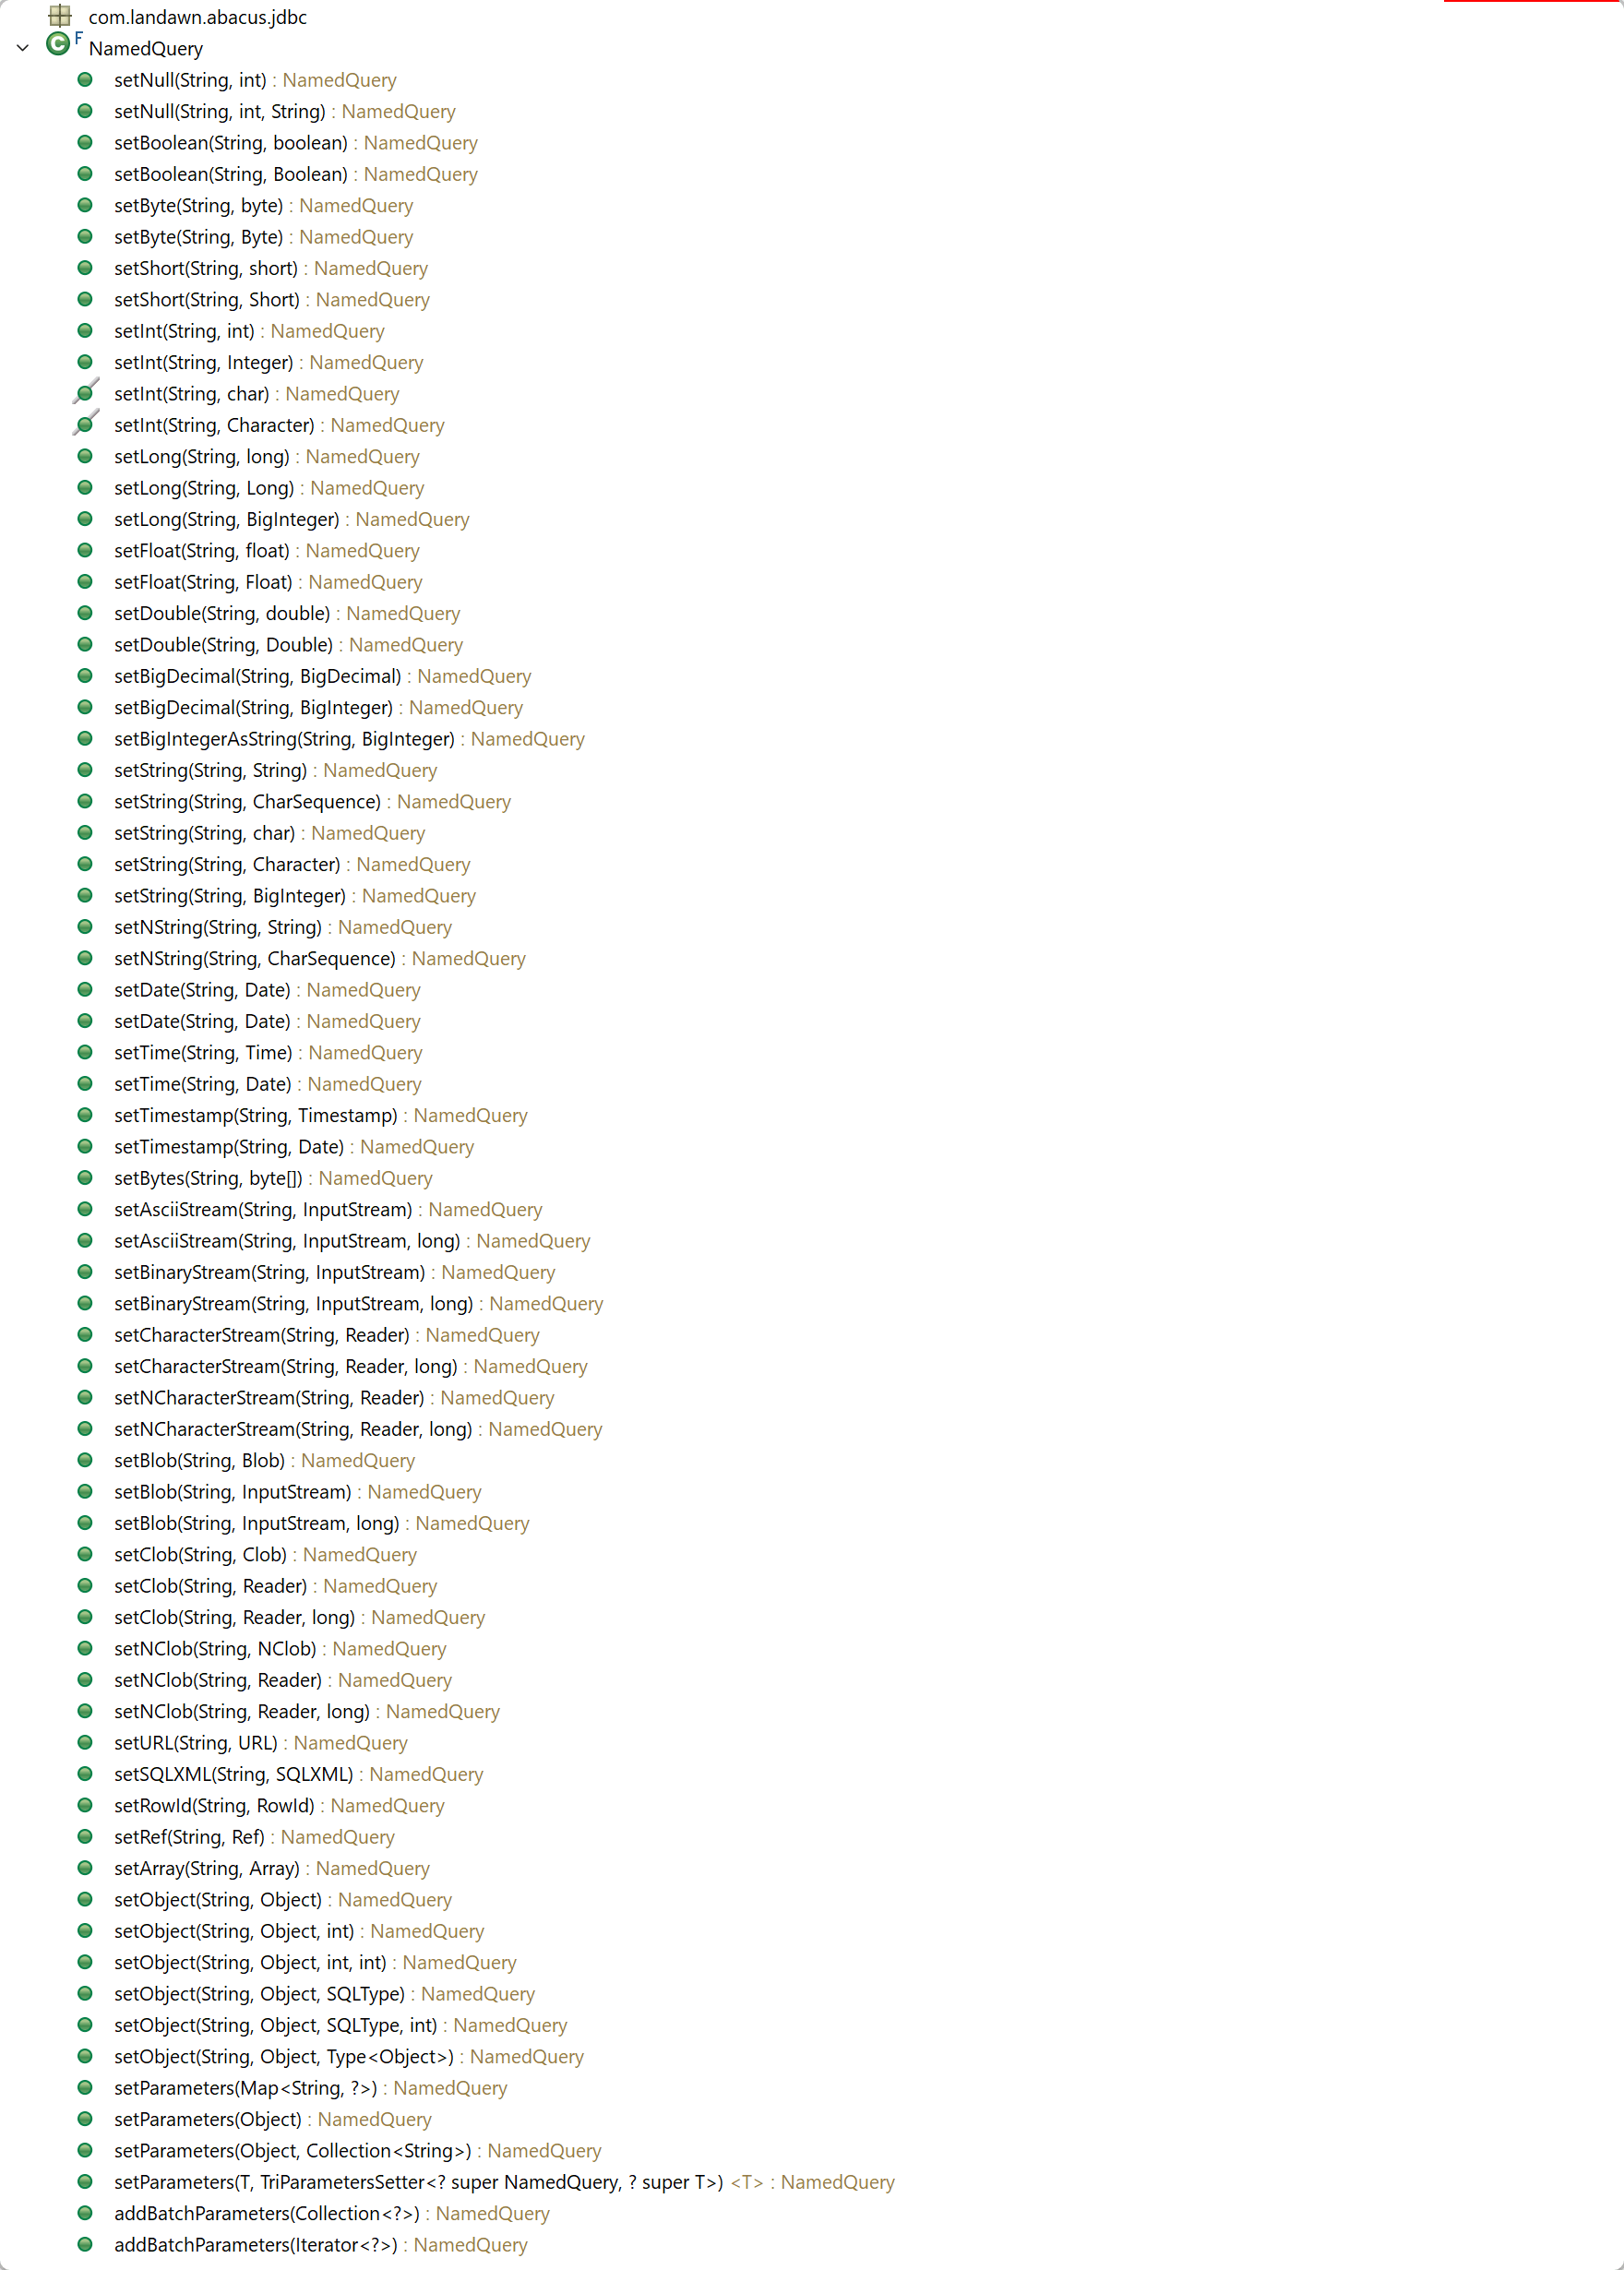 com.landawn.abacus.jdbc
C F NamedQuery
setNull(String, int) : NamedQuery
setNull(String, int, String) : NamedQuery
setBoolean(String, boolean) : NamedQuery
setBoolean(String, Boolean) : NamedQuery
setByte(String, byte) : NamedQuery
setByte(String, Byte) : NamedQuery
setShort(String, short) : NamedQuery
setShort(String, Short) : NamedQuery
setInt(String, int) : NamedQuery
setInt(String, Integer) : NamedQuery
setInt(String, char) : NamedQuery
setInt(String, Character) : NamedQuery
setLong(String, long) : NamedQuery
setLong(String, Long) : NamedQuery
setLong(String, BigInteger) : NamedQuery
setFloat(String, float) : NamedQuery
setFloat(String, Float) : NamedQuery
setDouble(String, double) : NamedQuery
setDouble(String, Double) : NamedQuery
setBigDecimal(String, BigDecimal) : NamedQuery
setBigDecimal(String, BigInteger) : NamedQuery
setBigIntegerAsString(String, BigInteger) : NamedQuery
setString(String, String) : NamedQuery
setString(String, CharSequence) : NamedQuery
setString(String, char) : NamedQuery
setString(String, Character) : NamedQuery
setString(String, BigInteger) : NamedQuery
setNString(String, String) : NamedQuery
setNString(String, CharSequence) : NamedQuery
setDate(String, Date) : NamedQuery
setDate(String, Date) : NamedQuery
setTime(String, Time) : NamedQuery
setTime(String, Date) : NamedQuery
setTimestamp(String, Timestamp) : NamedQuery
setTimestamp(String, Date) : NamedQuery
setBytes(String, byte[]) : NamedQuery
setAsciiStream(String, InputStream) : NamedQuery
setAsciiStream(String, InputStream, long) : NamedQuery
setBinaryStream(String, InputStream) : NamedQuery
setBinaryStream(String, InputStream, long) : NamedQuery
setCharacterStream(String, Reader) : NamedQuery
setCharacterStream(String, Reader, long) : NamedQuery
setNCharacterStream(String, Reader) : NamedQuery
setNCharacterStream(String, Reader, long) : NamedQuery
setBlob(String, Blob) : NamedQuery
setBlob(String, InputStream) : NamedQuery
setBlob(String, InputStream, long) : NamedQuery
setClob(String, Clob) : NamedQuery
setClob(String, Reader) : NamedQuery
setClob(String, Reader, long) : NamedQuery
setNClob(String, NClob) : NamedQuery
setNClob(String, Reader) : NamedQuery
setNClob(String, Reader, long) : NamedQuery
setURL(String, URL) : NamedQuery
setSQLXML(String, SQLXML) : NamedQuery
setRowId(String, RowId) : NamedQuery
setRef(String, Ref) : NamedQuery
setArray(String, Array) : NamedQuery
setObject(String, Object) : NamedQuery
setObject(String, Object, int) : NamedQuery
setObject(String, Object, int, int) : NamedQuery
setObject(String, Object, SQLType) : NamedQuery
setObject(String, Object, SQLType, int) : NamedQuery
setObject(String, Object, Type<Object>) : NamedQuery
setParameters(Map<String, ?>) : NamedQuery
setParameters(Object) : NamedQuery
setParameters(Object, Collection<String>) : NamedQuery
setParameters(T, TriParametersSetter<? super NamedQuery, ? super T>) <T> : NamedQuery
addBatchParameters(Collection<?>) : NamedQuery
addBatchParameters(Iterator<?>) : NamedQuery